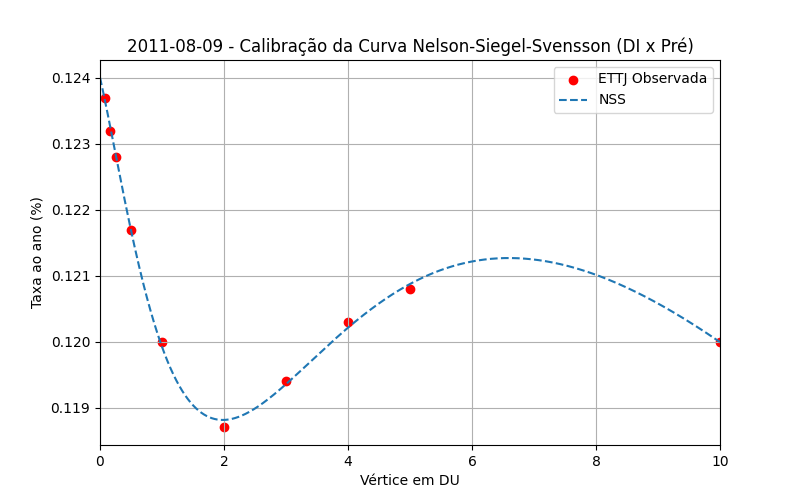 2011-08-09 - Calibração da Curva Nelson-Siegel-Svensson (DI x Pré)
ETTJ Observada
NSS
Taxa ao ano (%)
0.124
0.123
0.122
0.121
0.120
0.119
0 2 4 6 8 10
Vértice em DU